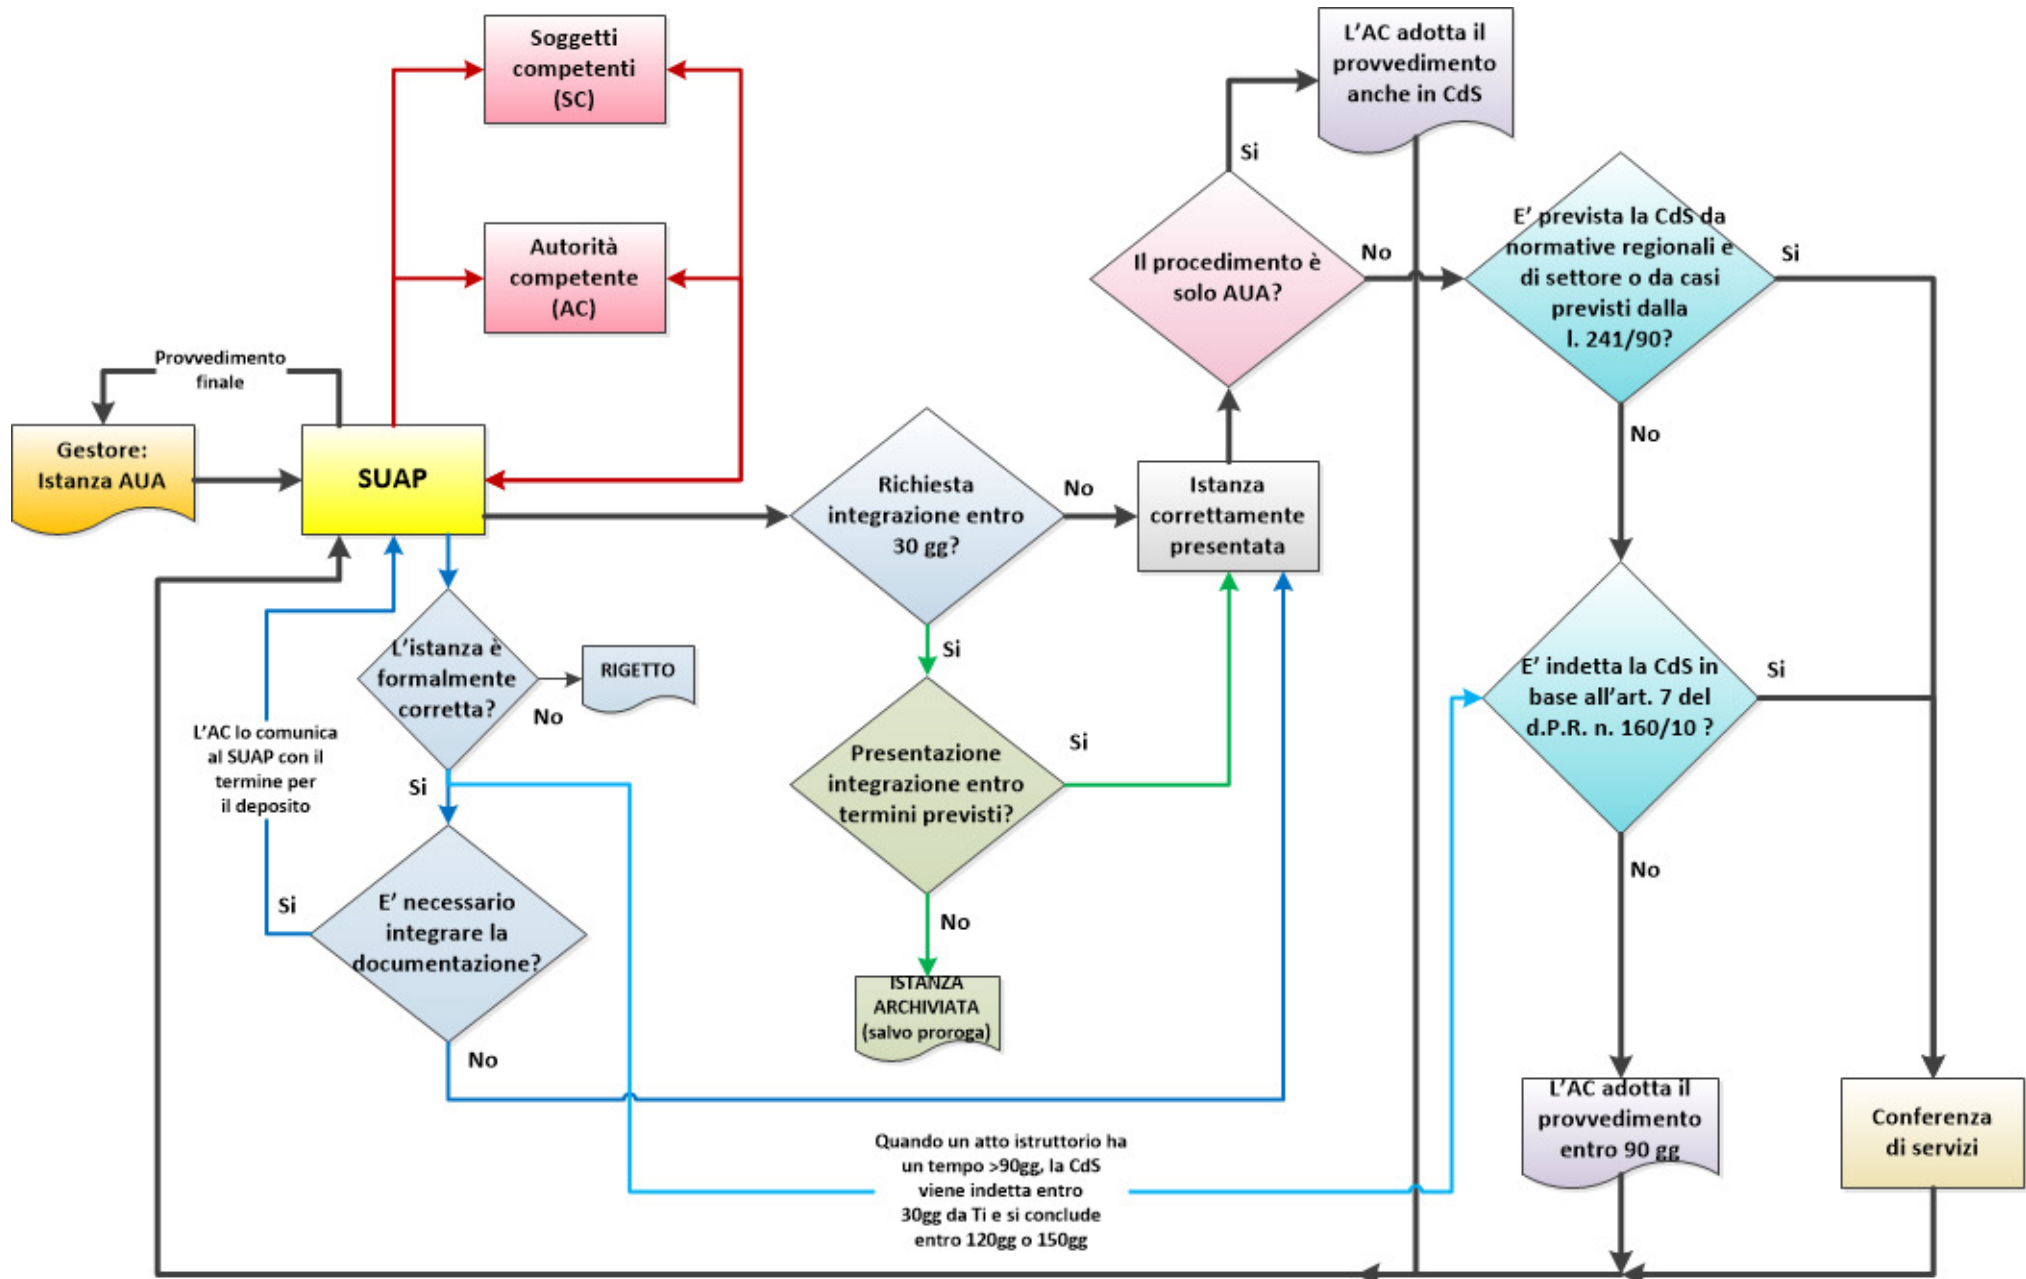 Soggetti
competenti
(SC)
Autorità
competente
(AC)
Provvedimento
finale
Gestore:
Istanza AUA
SUAP
L'istanza è
formalmente
corretta?
No
RIGETTO
Si
L'AC lo comunica
al SUAP con il
termine per
il deposito
Si
E' necessario
integrare la
documentazione?
No
Richiesta
integrazione entro
30 gg?
No
Si
Presentazione
integrazione entro
termini previsti?
Si
No
ISTANZA
ARCHIVIATA
(salvo proroga)
Istanza
correttamente
presentata
Il procedimento è
solo AUA?
Si
No
L'AC adotta il
provvedimento
anche in CdS
E' prevista la CdS da
normative regionali e
di settore o da casi
previsti dalla
l. 241/90?
Si
No
E' indetta la CdS in
base all'art. 7 del
d.P.R. n. 160/10 ?
Si
No
L'AC adotta il
provvedimento
entro 90 gg
Conferenza
di servizi
Quando un atto istruttorio ha
un tempo >90gg, la CdS
viene indetta entro
30gg da Ti e si conclude
entro 120gg o 150gg